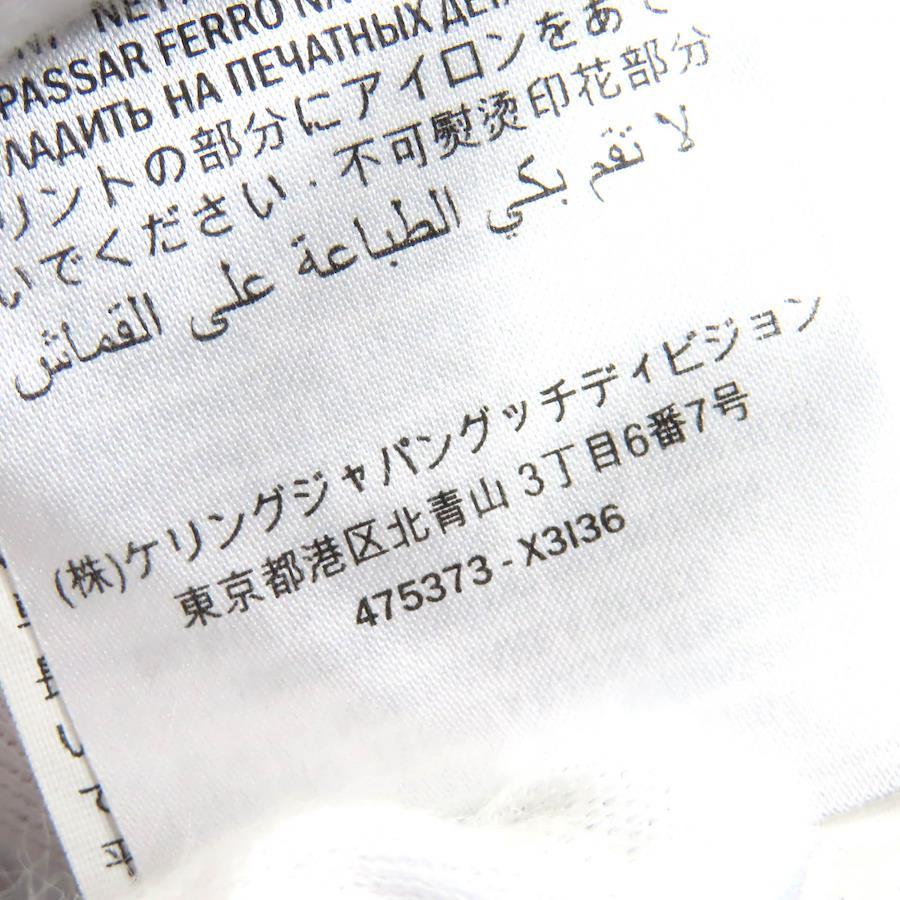 PASSAR FERRO NA
ЛАДИТЬ НА ПЕЧАТНЫХ ДЕТ
リントの部分にアイロンをあて
いでください · 不可熨烫印花部分
لا تقم بكي الطباعة على القماش
(株)ケリングジャパングッチディビジョン
東京都港区北青山 3丁目6番7号
475373 - X3I36